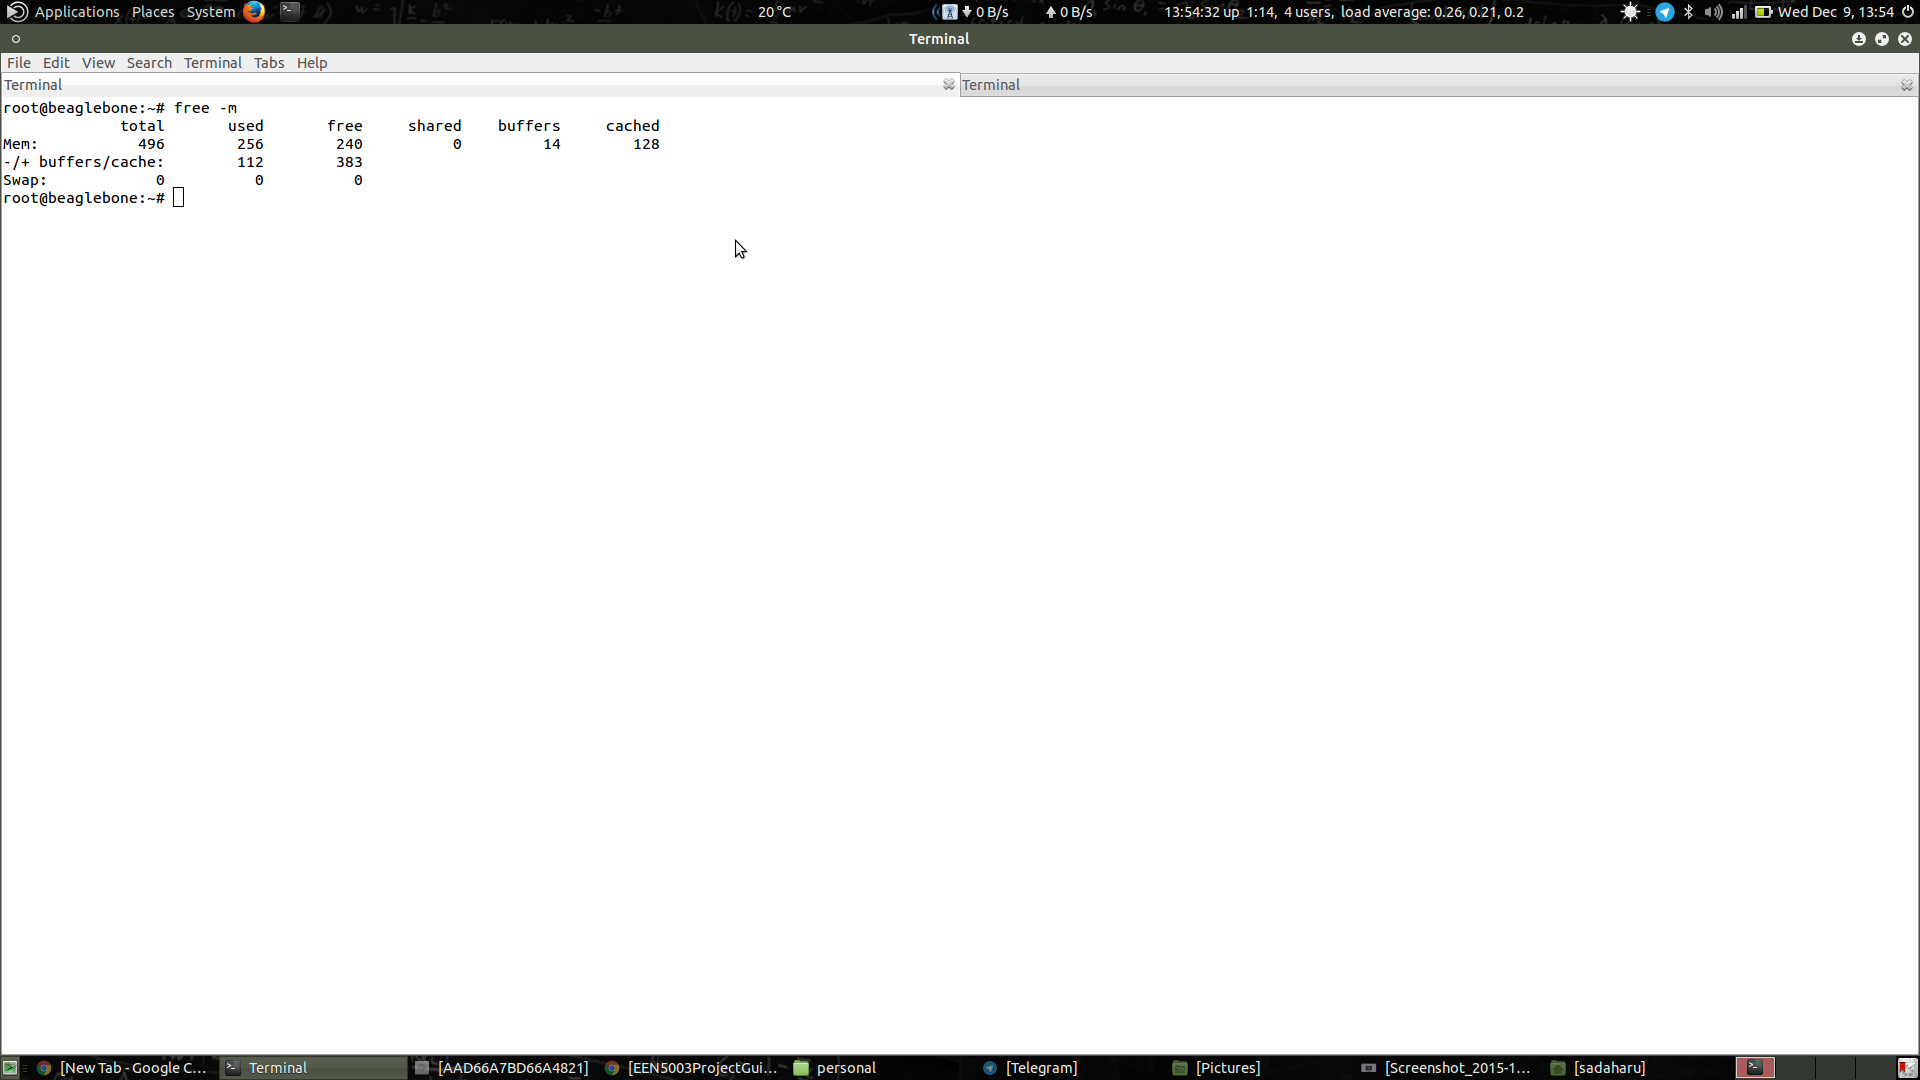 Applications Places System 20 °C 0 B/s 0 B/s 13:54:32 up 1:14, 4 users, load average: 0.26, 0.21, 0.2 Wed Dec 9, 13:54
Terminal
File Edit View Search Terminal Tabs Help
Terminal Terminal
root@beaglebone:~# free -m
total used free shared buffers cached
Mem: 496 256 240 0 14 128
-/+ buffers/cache: 112 383
Swap: 0 0 0
root@beaglebone:~#
[New Tab - Google C... Terminal [AAD66A7BD66A4821] [EEN5003ProjectGui... personal [Telegram] [Pictures] [Screenshot_2015-1... [sadaharu]